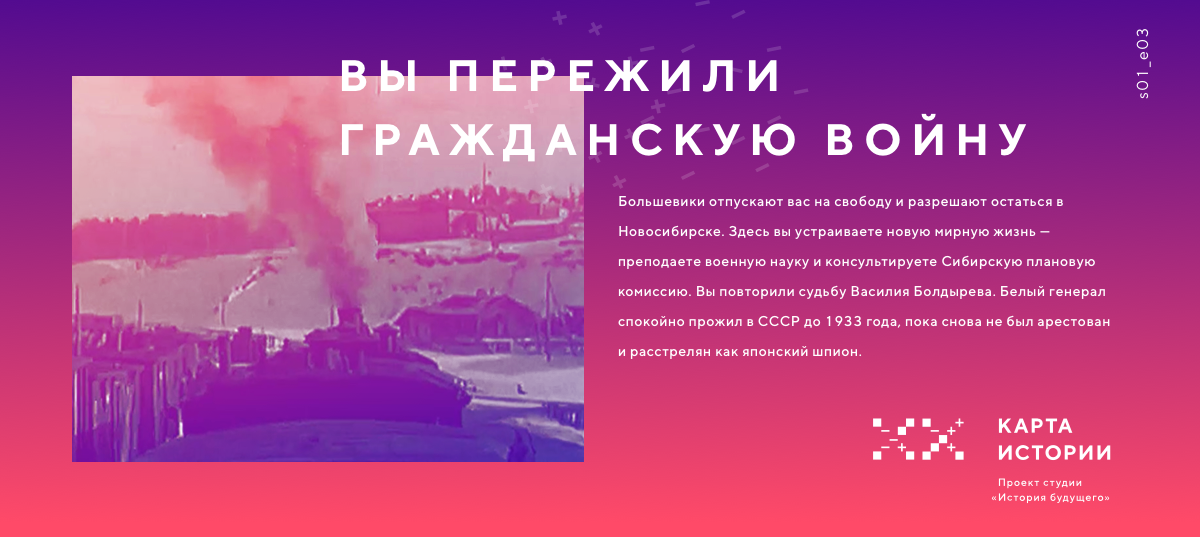 ВЫ ПЕРЕЖИЛИ
ГРАЖДАНСКУЮ ВОЙНУ
s01_e03
Большевики отпускают вас на свободу и разрешают остаться в
Новосибирске. Здесь вы устраиваете новую мирную жизнь —
преподаете военную науку и консультируете Сибирскую плановую
комиссию. Вы повторили судьбу Василия Болдырева. Белый генерал
спокойно прожил в СССР до 1933 года, пока снова не был арестован
и расстрелян как японский шпион.
КАРТА
ИСТОРИИ
Проект студии
«История будущего»